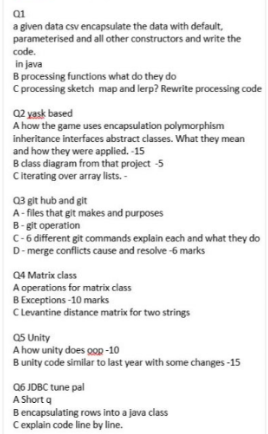 Q1
a given data csv encapsulate the data with default,
parameterised and all other constructors and write the
code.
in java
B processing functions what do they do
C processing sketch map and lerp? Rewrite processing code
Q2 yask based
A how the game uses encapsulation polymorphism
inheritance interfaces abstract classes. What they mean
and how they were applied. -15
B class diagram from that project -5
C iterating over array lists. -
Q3 git hub and git
A - files that git makes and purposes
B - git operation
C - 6 different git commands explain each and what they do
D - merge conflicts cause and resolve -6 marks
Q4 Matrix class
A operations for matrix class
B Exceptions -10 marks
C Levantine distance matrix for two strings
Q5 Unity
A how unity does oop -10
B unity code similar to last year with some changes -15
Q6 JDBC tune pal
A Short q
B encapsulating rows into a java class
C explain code line by line.